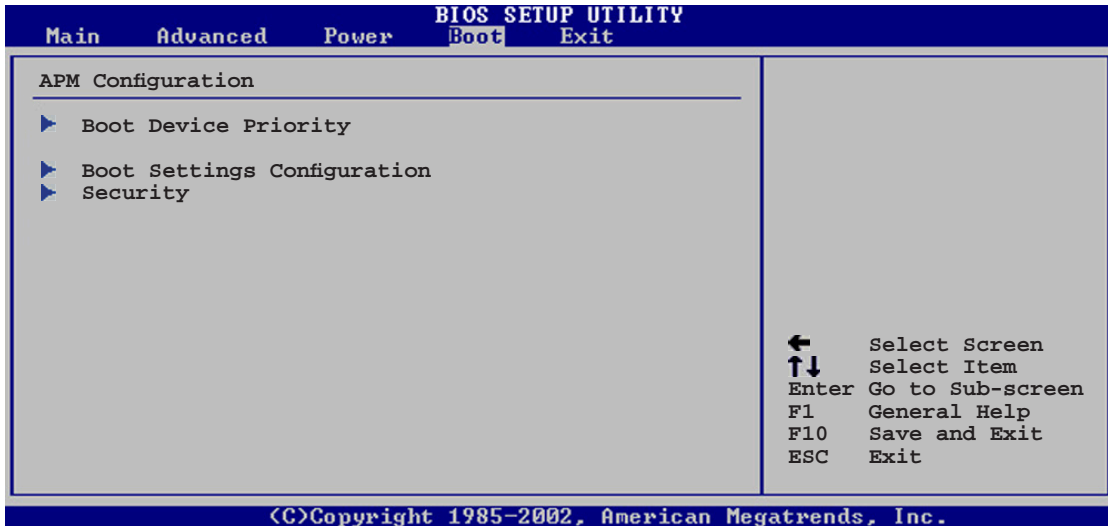 BIOS SETUP UTILITY
Main Advanced Power Boot Exit
APM Configuration
Boot Device Priority
Boot Settings Configuration
Security
← Select Screen
↑↓ Select Item
Enter Go to Sub-screen
F1 General Help
F10 Save and Exit
ESC Exit
(C)Copyright 1985-2002, American Megatrends, Inc.